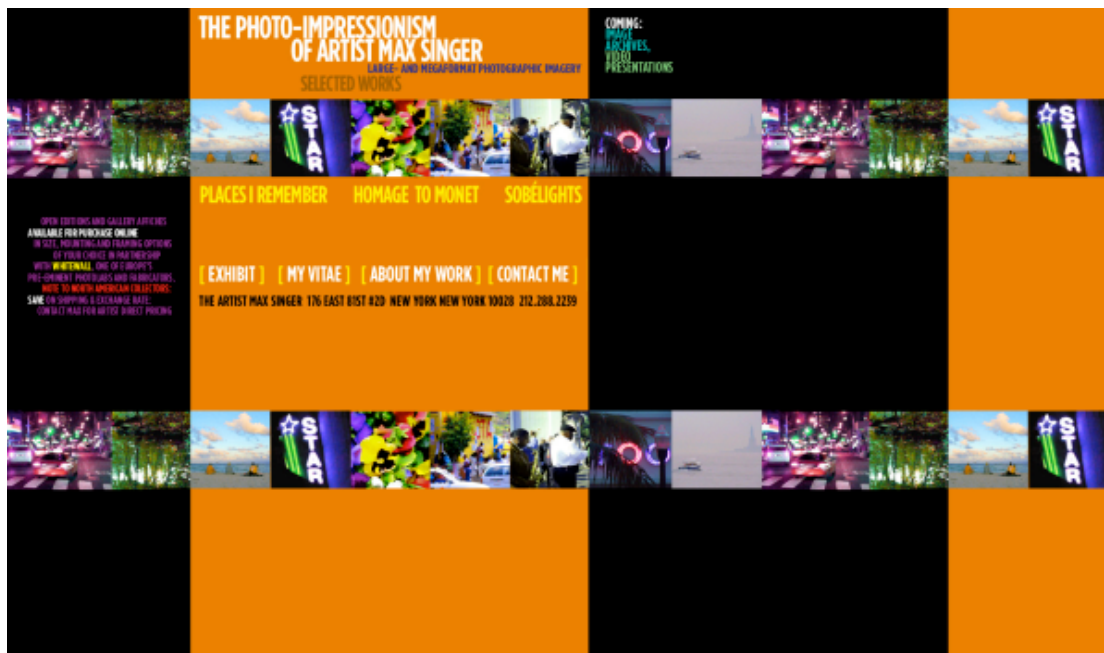 THE PHOTO-IMPRESSIONISM
OF ARTIST MAX SINGER
LARGE- AND MEGAFORMAT PHOTOGRAPHIC IMAGERY
SELECTED WORKS
COMING:
IMAGE
ARCHIVES,
VIDEO
PRESENTATIONS
STAR
STAR
PLACES I REMEMBER HOMAGE TO MONET SOBÉLIGHTS
OPEN EDITIONS AND GALLERY AFFICHES
AVAILABLE FOR PURCHASE ONLINE
IN SIZE, MOUNTING AND FRAMING OPTIONS
OF YOUR CHOICE IN PARTNERSHIP
WITH WHITEWALL, ONE OF EUROPE'S
PRE-EMINENT PHOTOLABS AND FABRICATORS.
NOTE TO NORTH AMERICAN COLLECTORS:
SAVE ON SHIPPING & EXCHANGE RATE:
CONTACT MAX FOR ARTIST DIRECT PRICING
[ EXHIBIT ] [ MY VITAE ] [ ABOUT MY WORK ] [ CONTACT ME ]
THE ARTIST MAX SINGER 176 EAST 81ST #2D NEW YORK NEW YORK 10028 212.288.2239
STAR
STAR